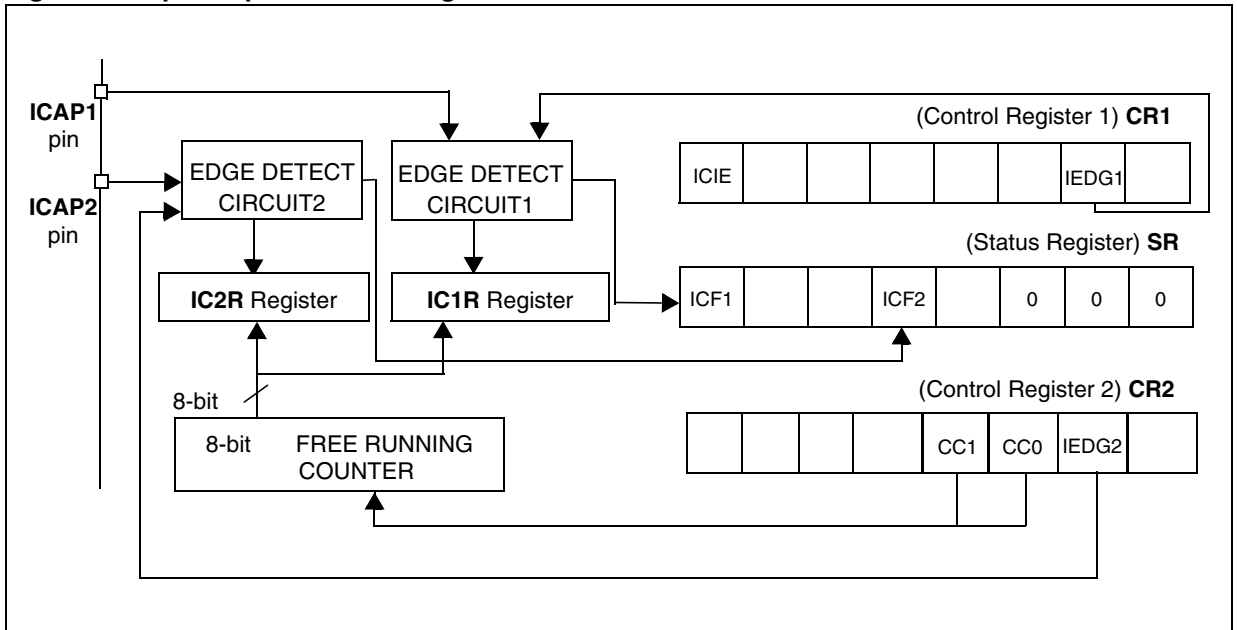 ICAP1
pin
ICAP2
pin
EDGE DETECT
CIRCUIT2
EDGE DETECT
CIRCUIT1
IC2R Register
IC1R Register
8-bit
8-bit FREE RUNNING
COUNTER
(Control Register 1) CR1
ICIE IEDG1
(Status Register) SR
ICF1 ICF2 0 0 0
(Control Register 2) CR2
CC1 CC0 IEDG2